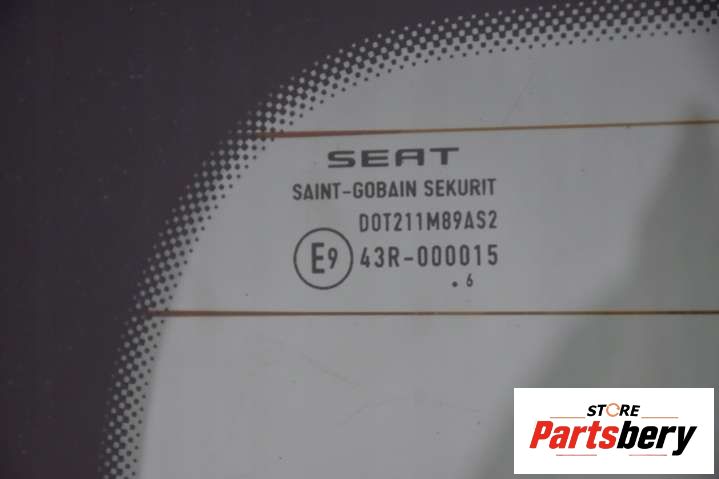 SEAT
SAINT-GOBAIN SEKURIT
DOT211M89AS2
E9 43R-000015
. 6
STORE
Partsbery